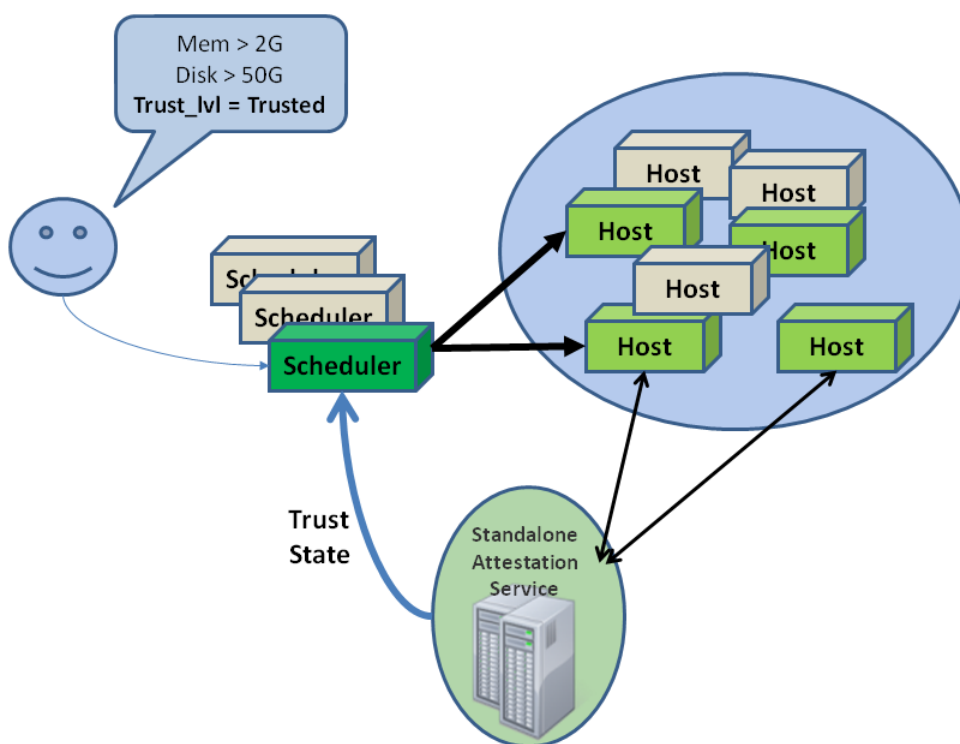 Mem > 2G
Disk > 50G
Trust_lvl = Trusted
Host
Host
Host
Host
Host
Host
Host
Scheduler
Scheduler
Trust
State
Standalone
Attestation
Service